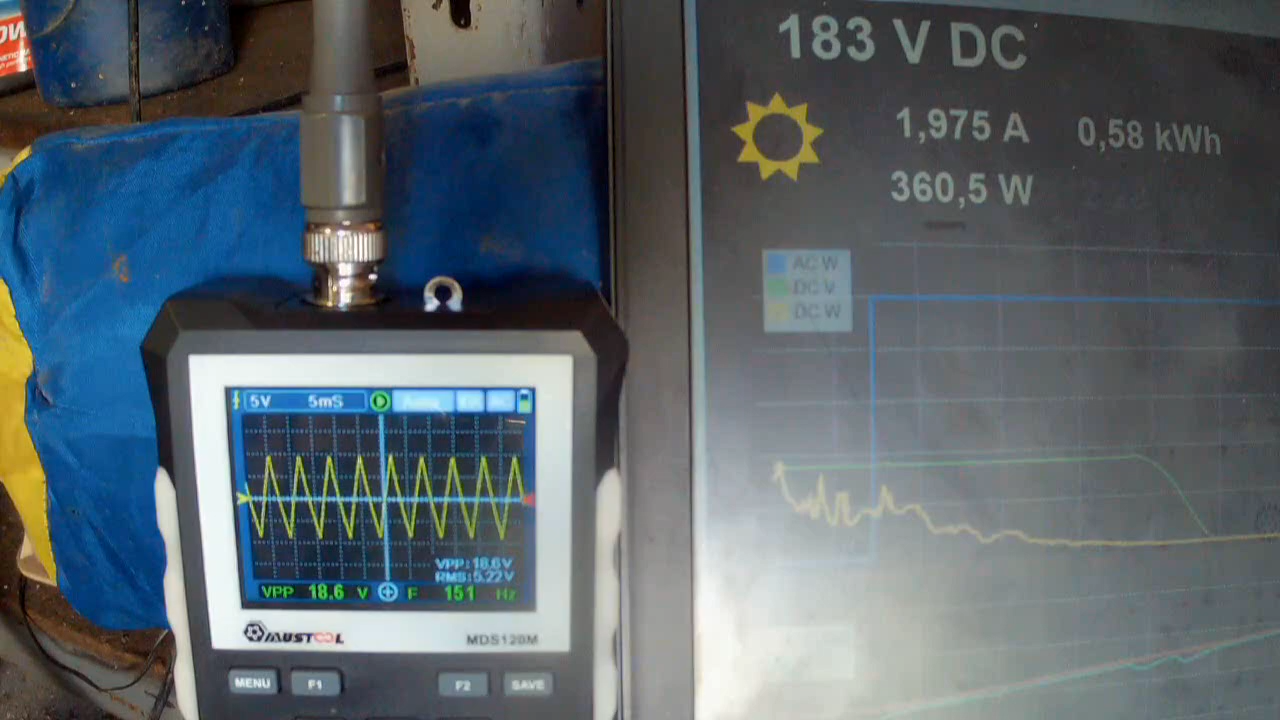 183 V DC
1,975 A
0,58 kWh
360,5 W
AC W
DC V
DC W
5V
5mS
VPP:18.6V
RMS:5.22V
VPP 18.6 V F 151 Hz
MUSTOOL
MDS120M
MENU
F1
F2
SAVE